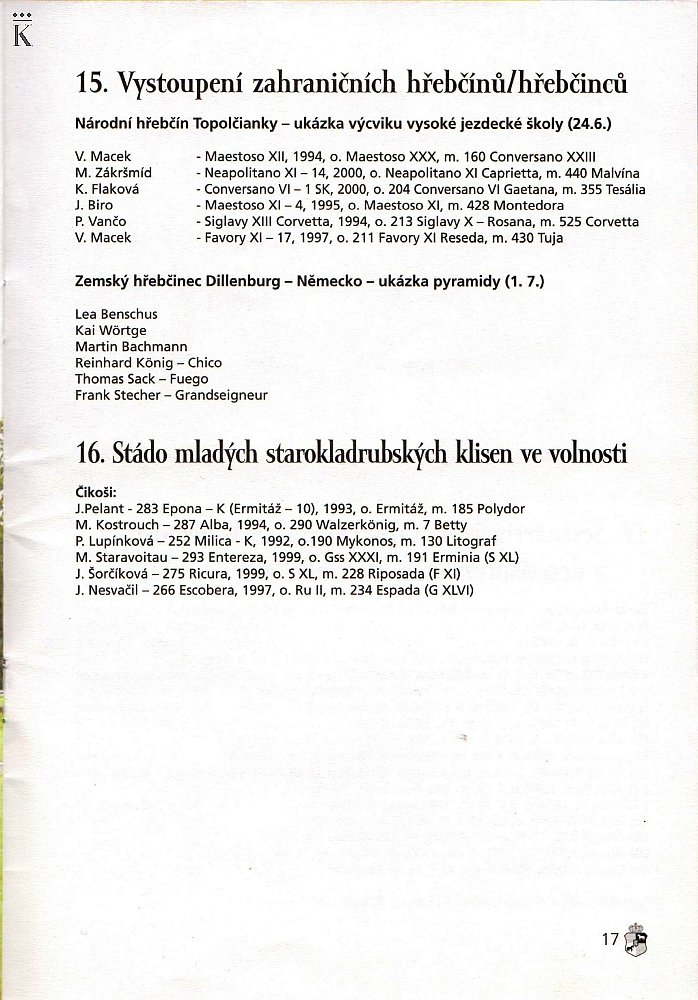 K
15. Vystoupení zahraničních hřebčínů/hřebčinců
Národní hřebčín Topolčianky – ukázka výcviku vysoké jezdecké školy (24.6.)
V. Macek - Maestoso XII, 1994, o. Maestoso XXX, m. 160 Conversano XXIII
M. Zákršmíd - Neapolitano XI – 14, 2000, o. Neapolitano XI Caprietta, m. 440 Malvína
K. Flaková - Conversano VI – 1 SK, 2000, o. 204 Conversano VI Gaetana, m. 355 Tesália
J. Biro - Maestoso XI – 4, 1995, o. Maestoso XI, m. 428 Montedora
P. Vančo - Siglavy XIII Corvetta, 1994, o. 213 Siglavy X – Rosana, m. 525 Corvetta
V. Macek - Favory XI – 17, 1997, o. 211 Favory XI Reseda, m. 430 Tuja
Zemský hřebčinec Dillenburg – Německo – ukázka pyramidy (1. 7.)
Lea Benschus
Kai Wörtge
Martin Bachmann
Reinhard König – Chico
Thomas Sack – Fuego
Frank Stecher – Grandseigneur
16. Stádo mladých starokladrubských klisen ve volnosti
Čikoši:
J.Pelant - 283 Epona – K (Ermitáž – 10), 1993, o. Ermitáž, m. 185 Polydor
M. Kostrouch – 287 Alba, 1994, o. 290 Walzerkönig, m. 7 Betty
P. Lupínková – 252 Milica - K, 1992, o.190 Mykonos, m. 130 Litograf
M. Staravoitau – 293 Entereza, 1999, o. Gss XXXI, m. 191 Erminia (S XL)
J. Šorčíková – 275 Ricura, 1999, o. S XL, m. 228 Riposada (F XI)
J. Nesvačil – 266 Escobera, 1997, o. Ru II, m. 234 Espada (G XLVI)
17